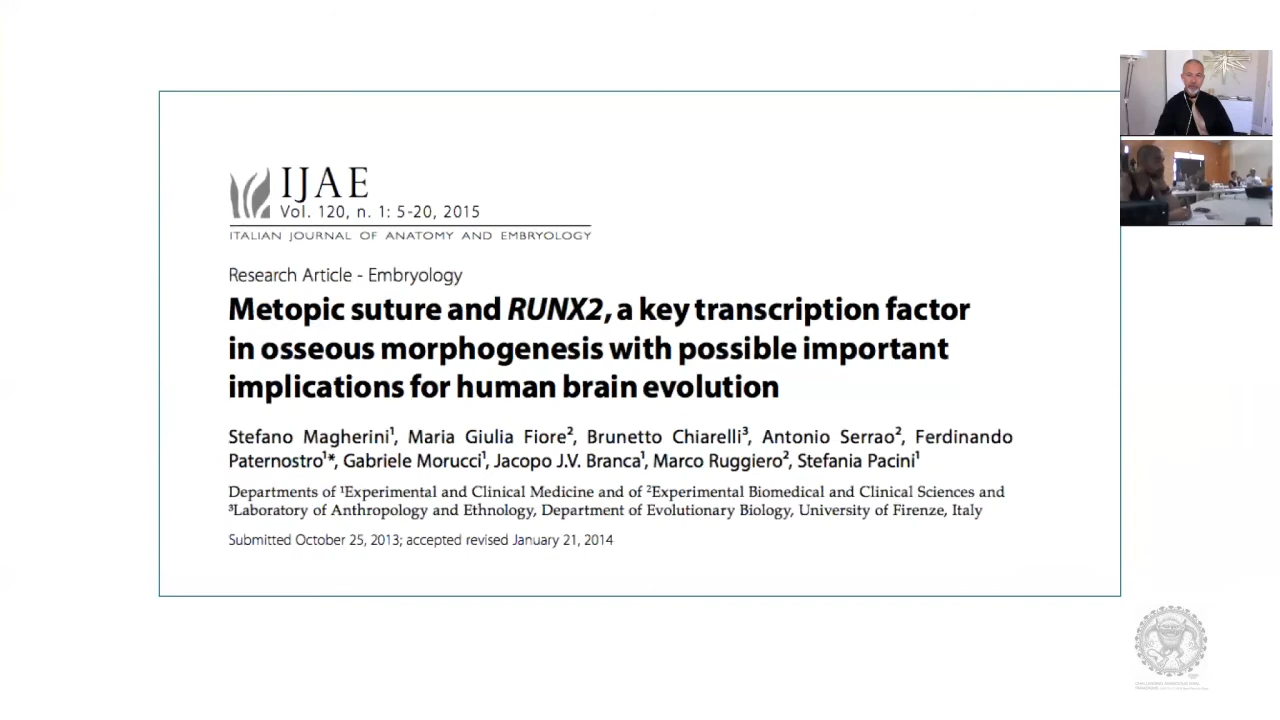 IJAE
Vol. 120, n. 1: 5-20, 2015
ITALIAN JOURNAL OF ANATOMY AND EMBRYOLOGY
Research Article - Embryology
Metopic suture and RUNX2, a key transcription factor
in osseous morphogenesis with possible important
implications for human brain evolution
Stefano Magherini¹, Maria Giulia Fiore², Brunetto Chiarelli³, Antonio Serrao², Ferdinando
Paternostro¹*, Gabriele Morucci¹, Jacopo J.V. Branca¹, Marco Ruggiero², Stefania Pacini¹
Departments of ¹Experimental and Clinical Medicine and of ²Experimental Biomedical and Clinical Sciences and
³Laboratory of Anthropology and Ethnology, Department of Evolutionary Biology, University of Firenze, Italy
Submitted October 25, 2013; accepted revised January 21, 2014